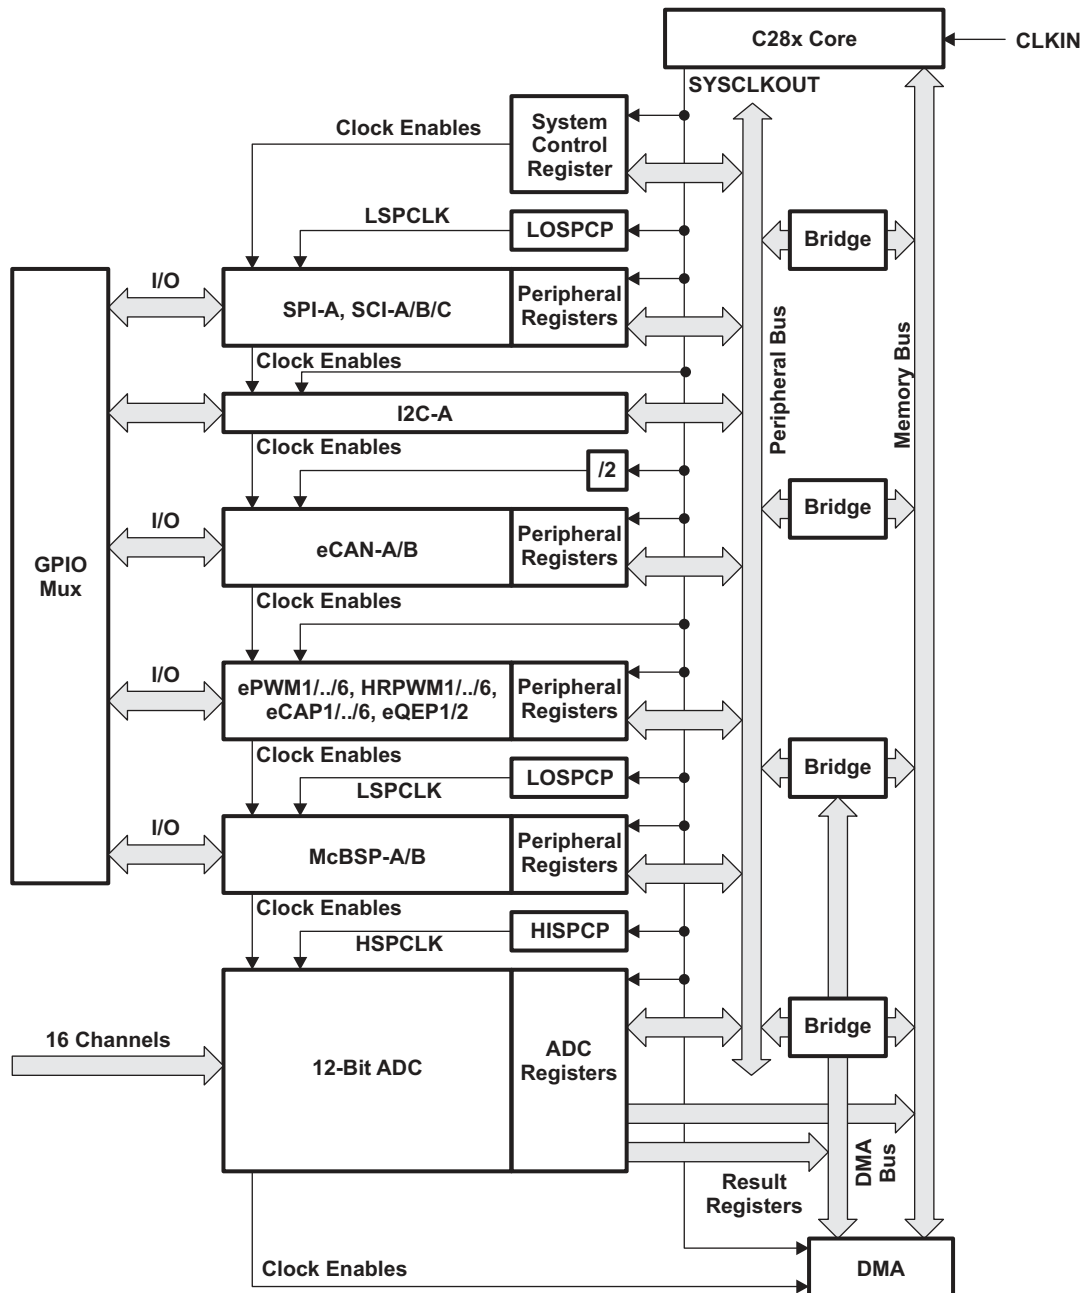 C28x Core
CLKIN
SYSCLKOUT
System
Control
Register
Clock Enables
LSPCLK
LOSPCP
Bridge
I/O
SPI-A, SCI-A/B/C
Peripheral
Registers
Peripheral Bus
Memory Bus
Clock Enables
I2C-A
Clock Enables
/2
Bridge
I/O
eCAN-A/B
Peripheral
Registers
GPIO
Mux
Clock Enables
I/O
ePWM1/../6, HRPWM1/../6,
eCAP1/../6, eQEP1/2
Peripheral
Registers
Clock Enables
LSPCLK
LOSPCP
Bridge
I/O
McBSP-A/B
Peripheral
Registers
Clock Enables
HSPCLK
HISPCP
16 Channels
12-Bit ADC
ADC
Registers
Bridge
DMA
Bus
Result
Registers
Clock Enables
DMA